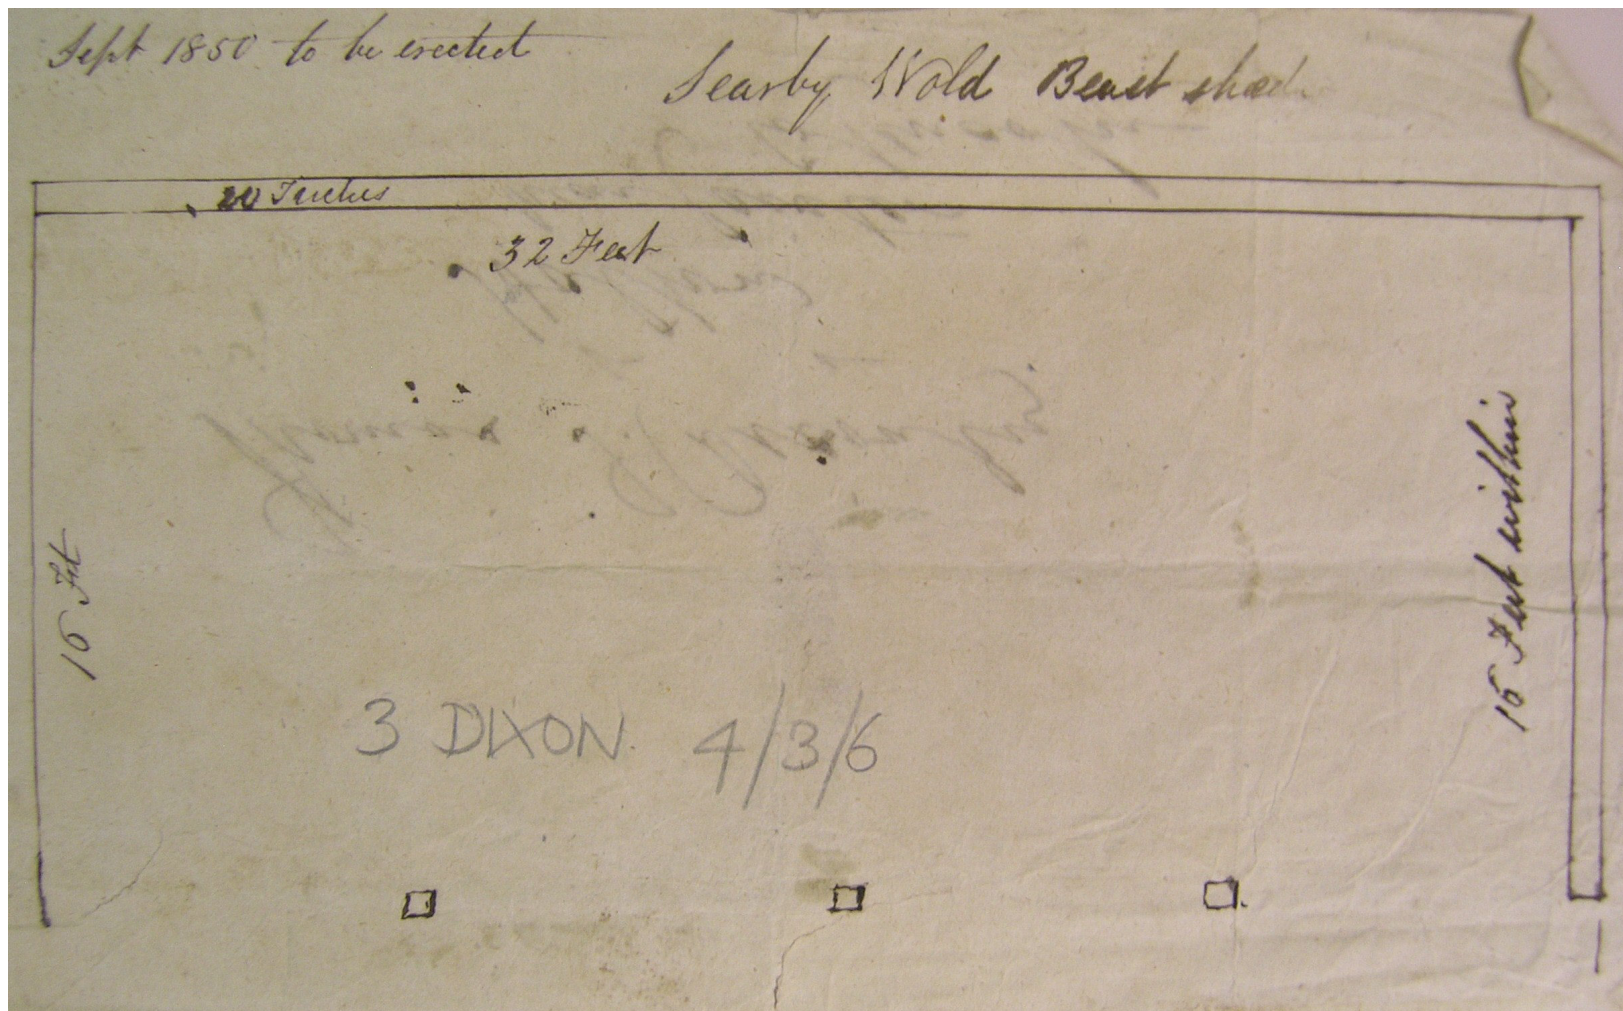 Sept 1850 to be erected
Searby Wold Beast shed
20 Inches
32 Feet
16 Ft
16 Feet within
3 DIXON 4/3/6